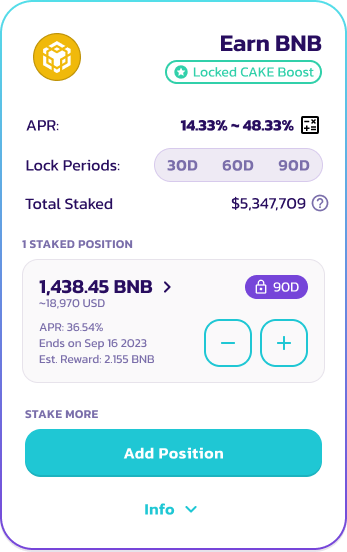 Earn BNB
Locked CAKE Boost
APR: 14.33% ~ 48.33%
Lock Periods: 30D 60D 90D
Total Staked $5,347,709
1 STAKED POSITION
1,438.45 BNB 90D
~18,970 USD
APR: 36.54%
Ends on Sep 16 2023
Est. Reward: 2.155 BNB
STAKE MORE
Add Position
Info